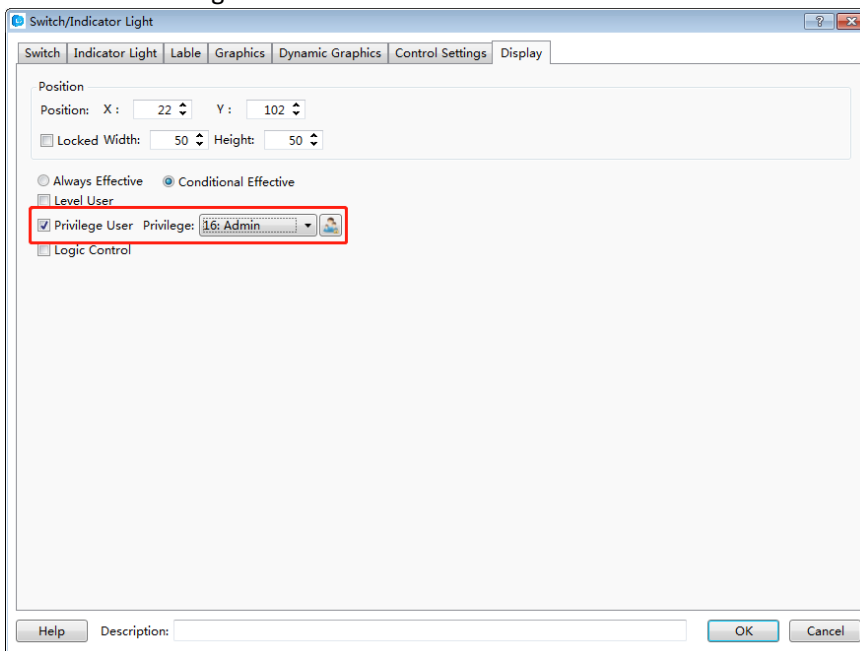 Switch/Indicator Light
?
Switch Indicator Light Lable Graphics Dynamic Graphics Control Settings Display
Position
Position: X : 22 Y : 102
Locked Width: 50 Height: 50
Always Effective Conditional Effective
Level User
Privilege User Privilege: 16: Admin
Logic Control
Help Description: OK Cancel